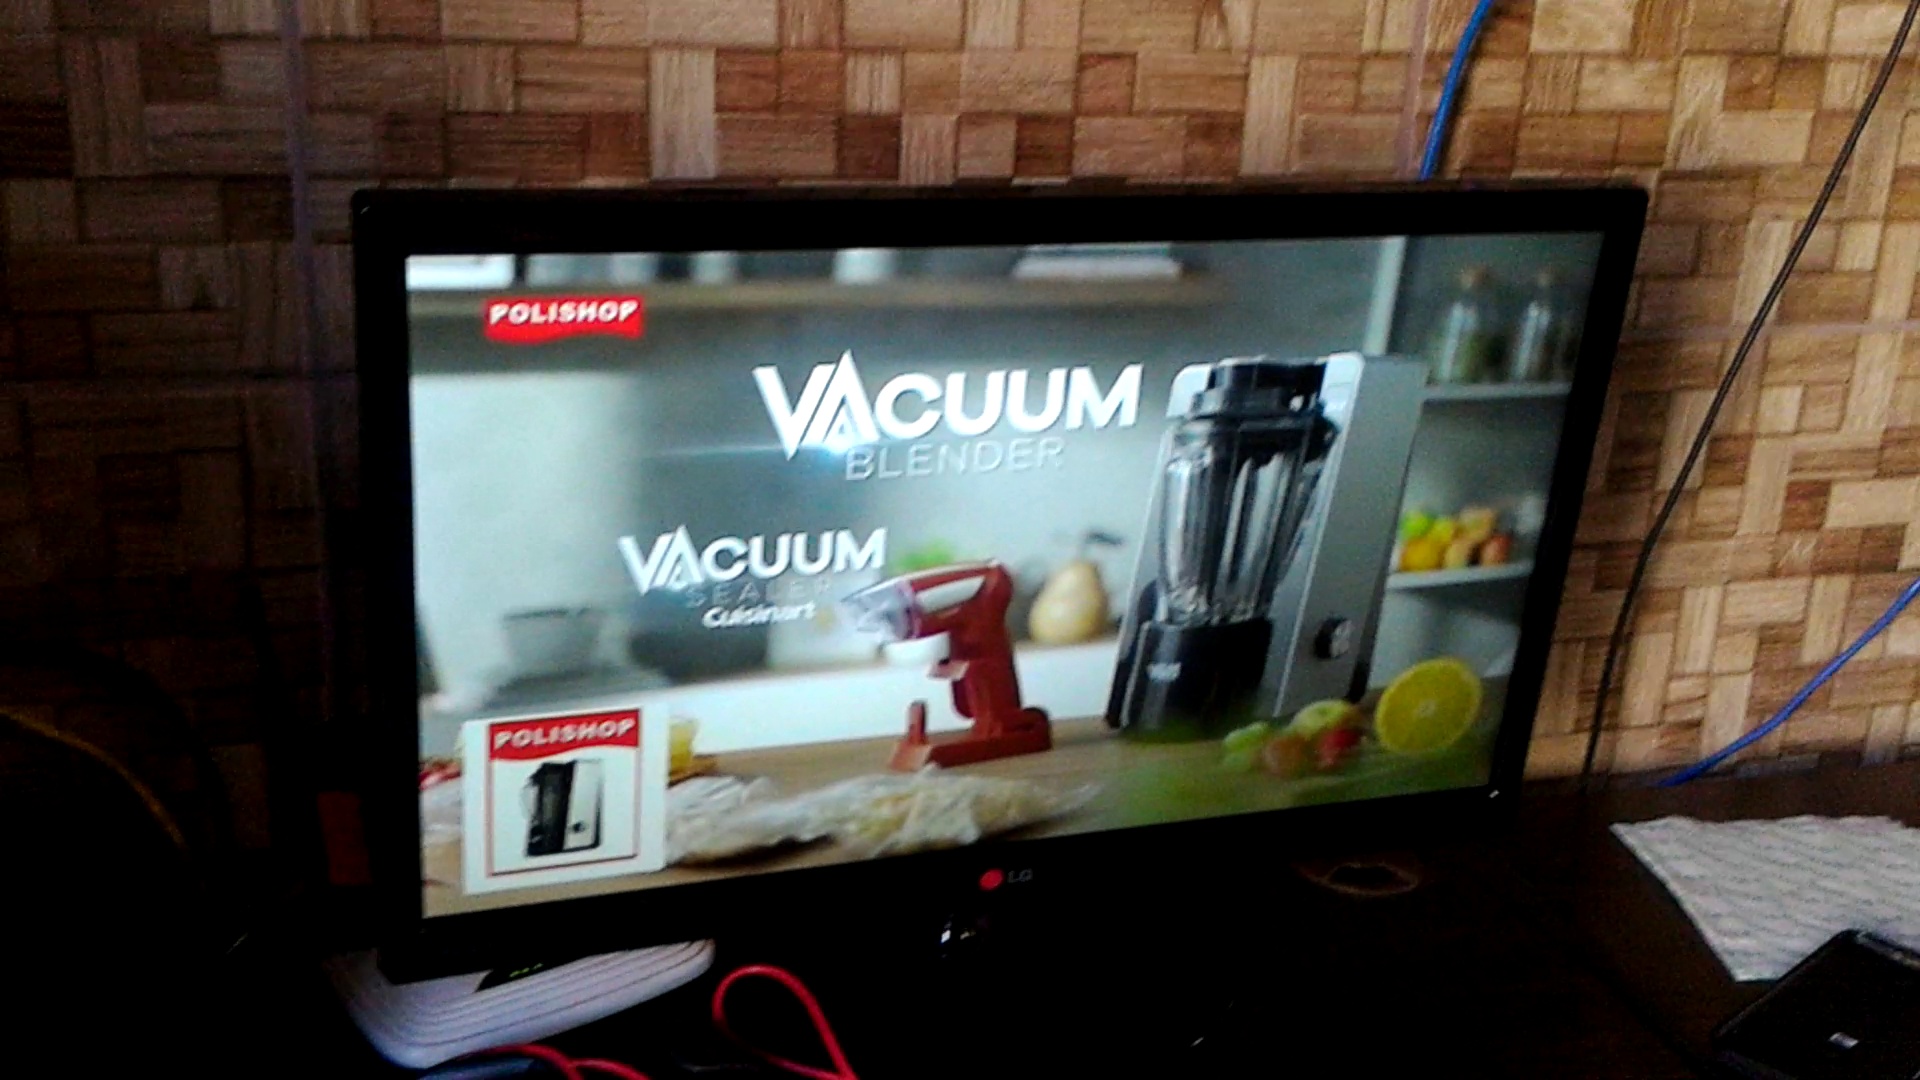 POLISHOP
VACUUM
BLENDER
VACUUM
SEALER
Cuisinart
POLISHOP
LG